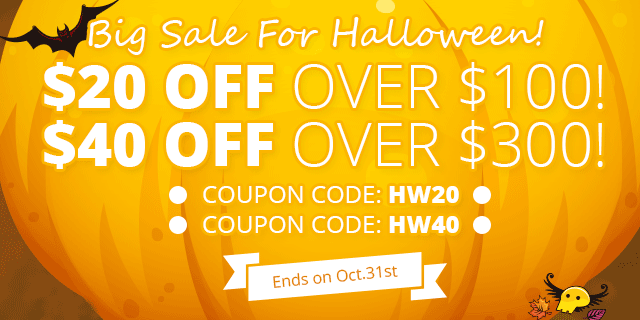 Big Sale For Halloween!
$20 OFF OVER $100!
$40 OFF OVER $300!
COUPON CODE: HW20
COUPON CODE: HW40
Ends on Oct.31st